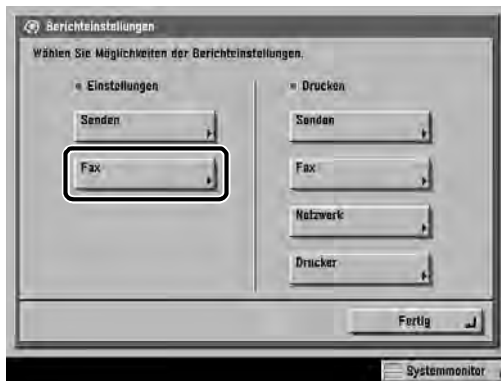 Berichteinstellungen
Wählen Sie Möglichkeiten der Berichteinstellungen.
Einstellungen
Senden
Fax
Drucken
Senden
Fax
Netzwerk
Drucker
Fertig
Systemmonitor